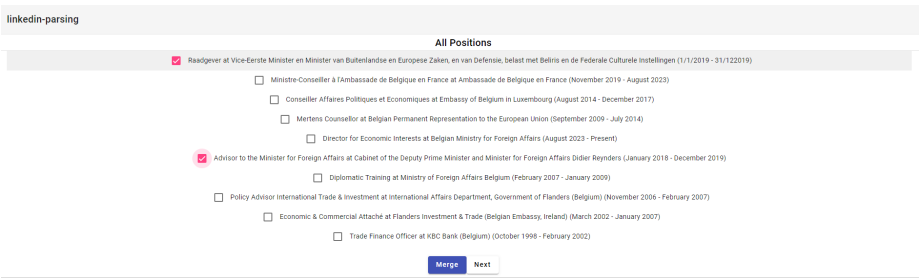 linkedin-parsing
All Positions
Raadgever at Vice-Eerste Minister en Minister van Buitenlandse en Europese Zaken, en van Defensie, belast met Beliris en de Federale Culturele Instellingen (1/1/2019 - 31/122019)
Ministre-Conseiller à l'Ambassade de Belgique en France at Ambassade de Belgique en France (November 2019 - August 2023)
Conseiller Affaires Politiques et Economiques at Embassy of Belgium in Luxembourg (August 2014 - December 2017)
Mertens Counsellor at Belgian Permanent Representation to the European Union (September 2009 - July 2014)
Director for Economic Interests at Belgian Ministry for Foreign Affairs (August 2023 - Present)
Advisor to the Minister for Foreign Affairs at Cabinet of the Deputy Prime Minister and Minister for Foreign Affairs Didier Reynders (January 2018 - December 2019)
Diplomatic Training at Ministry of Foreign Affairs Belgium (February 2007 - January 2009)
Policy Advisor International Trade & Investment at International Affairs Department, Government of Flanders (Belgium) (November 2006 - February 2007)
Economic & Commercial Attaché at Flanders Investment & Trade (Belgian Embassy, Ireland) (March 2002 - January 2007)
Trade Finance Officer at KBC Bank (Belgium) (October 1998 - February 2002)
Merge Next